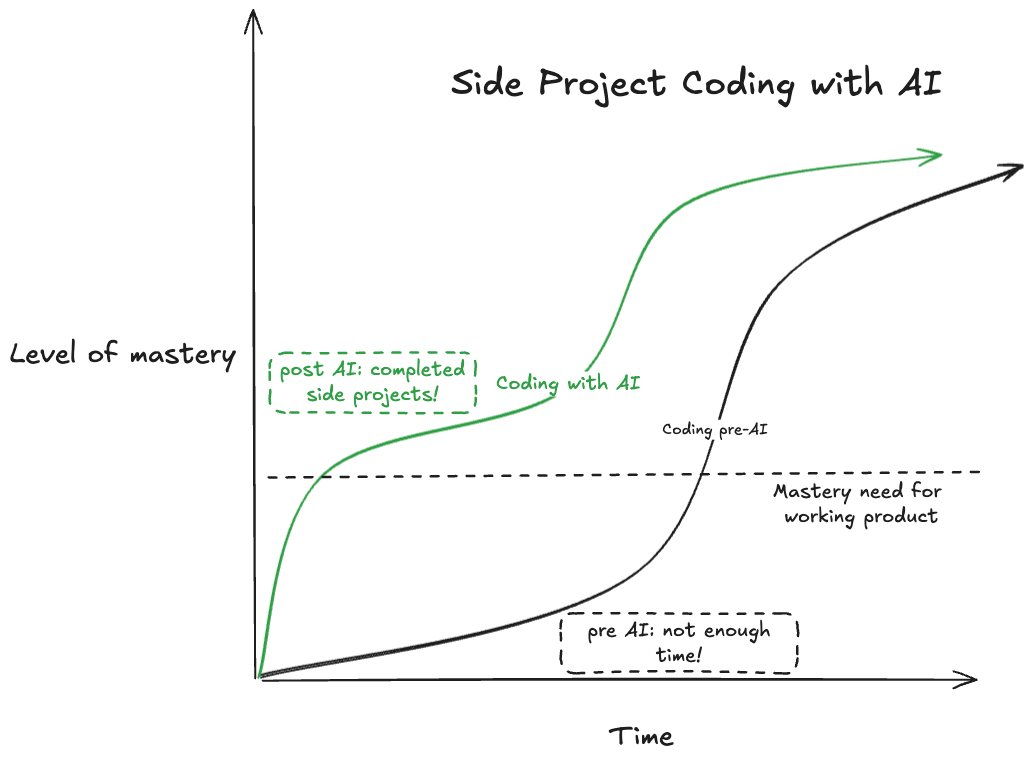 Side Project Coding with AI
Level of mastery
post AI: completed
side projects!
Coding with AI
Coding pre-AI
Mastery need for
working product
pre AI: not enough
time!
Time